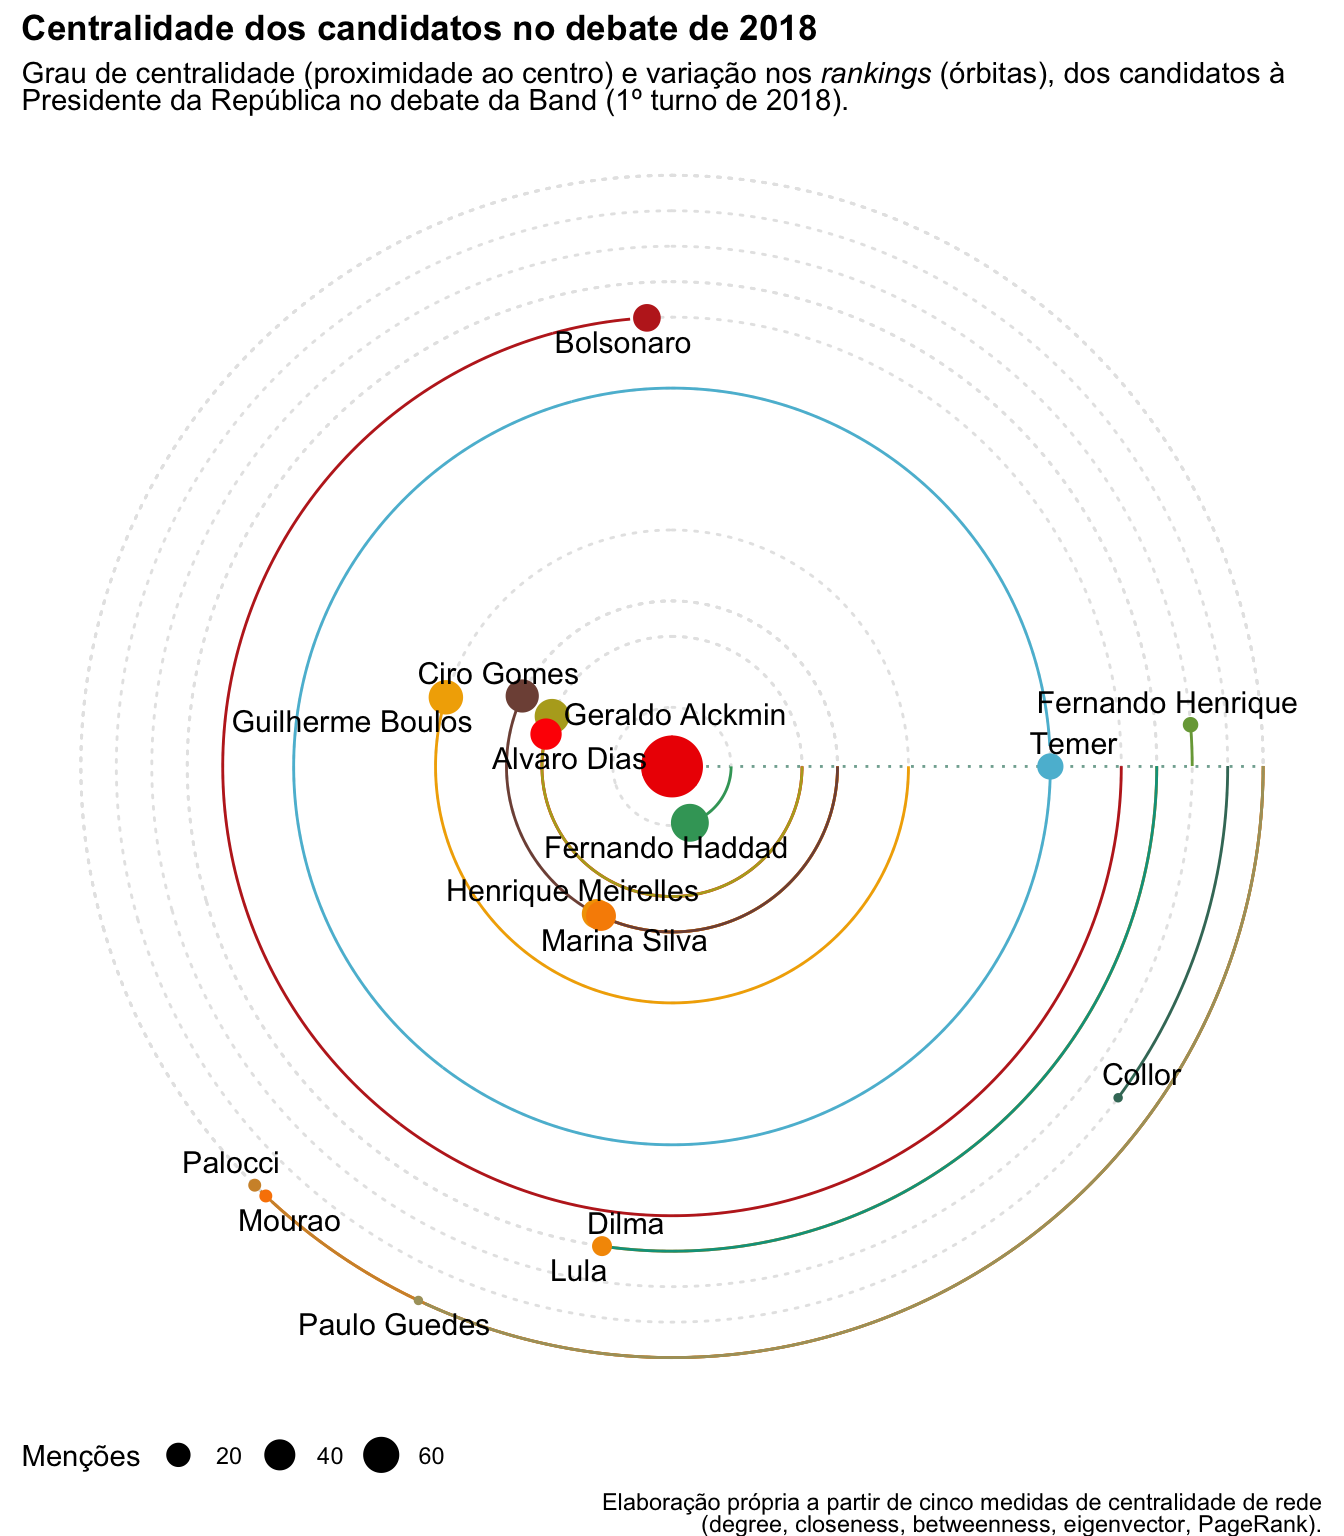 Centralidade dos candidatos no debate de 2018
Grau de centralidade (proximidade ao centro) e variação nos rankings (órbitas), dos candidatos à
Presidente da República no debate da Band (1º turno de 2018).
Bolsonaro
Ciro Gomes
Guilherme Boulos
Geraldo Alckmin
Alvaro Dias
Fernando Henrique
Temer
Fernando Haddad
Henrique Meirelles
Marina Silva
Collor
Palocci
Mourao
Dilma
Lula
Paulo Guedes
Menções 20 40 60
Elaboração própria a partir de cinco medidas de centralidade de rede
(degree, closeness, betweenness, eigenvector, PageRank).